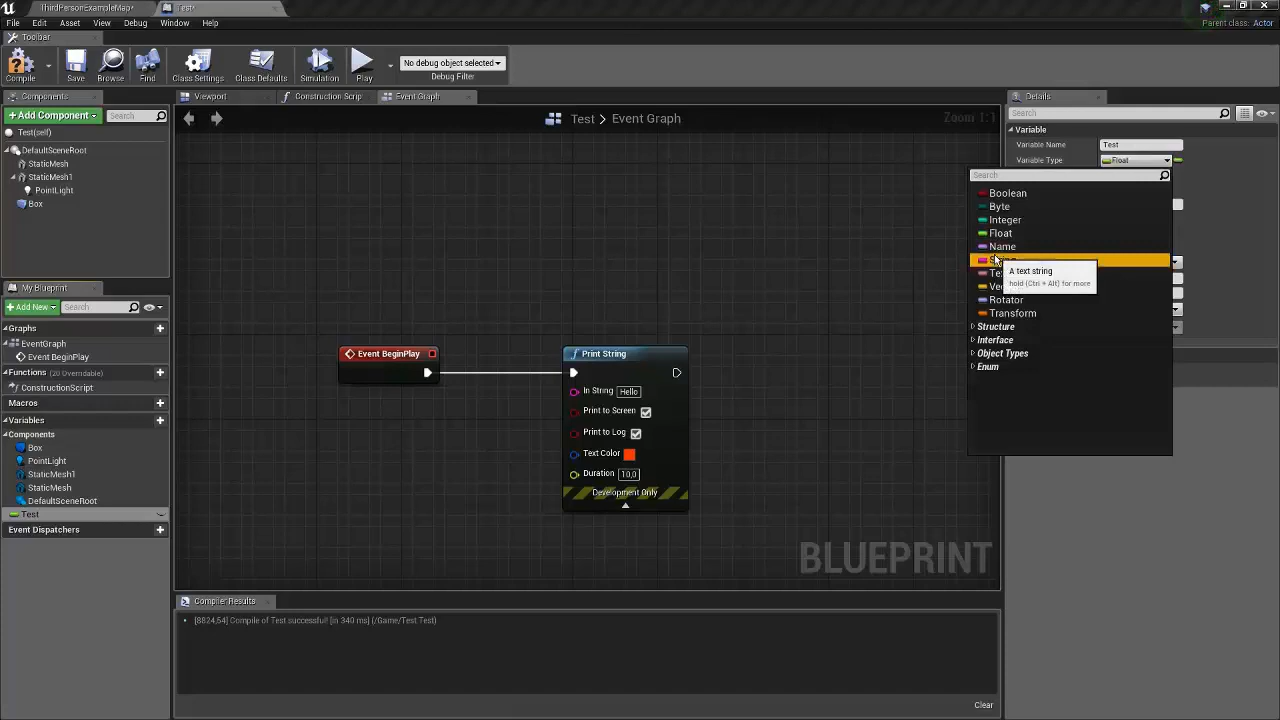 ThirdPersonExampleMap*
Test*
Parent class: Actor
File Edit Asset View Debug Window Help
Toolbar
Compile
Save
Browse
Find
Class Settings
Class Defaults
Simulation
Play
No debug object selected
Debug Filter
Components
+ Add Component
Search
Test(self)
DefaultSceneRoot
StaticMesh
StaticMesh1
PointLight
Box
My Blueprint
+ Add New
Search
Graphs
EventGraph
Event BeginPlay
Functions (20 Overridable)
ConstructionScript
Macros
Variables
Components
Box
PointLight
StaticMesh1
StaticMesh
DefaultSceneRoot
Test
Event Dispatchers
Viewport
Construction Scrip
Event Graph
Test > Event Graph
Zoom 1:1
Event BeginPlay
Print String
In String Hello
Print to Screen
Print to Log
Text Color
Duration 10,0
Development Only
BLUEPRINT
Compiler Results
[8824,54] Compile of Test successful! [in 340 ms] (/Game/Test.Test)
Clear
Details
Search
Variable
Variable Name Test
Variable Type Float
Search
Boolean
Byte
Integer
Float
Name
A text string
hold (Ctrl + Alt) for more
Rotator
Transform
Structure
Interface
Object Types
Enum